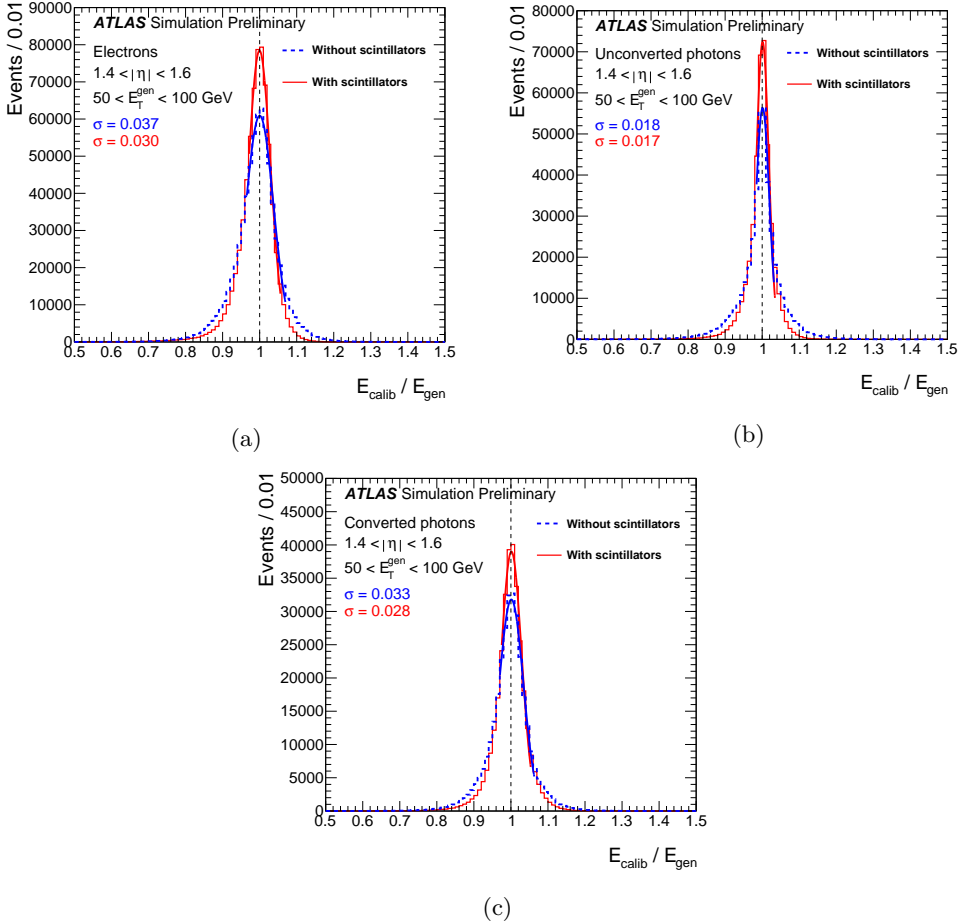 ATLAS Simulation Preliminary
Electrons
1.4 < |η| < 1.6
50 < E_T^gen < 100 GeV
σ = 0.037
σ = 0.030
Without scintillators
With scintillators
Events / 0.01
90000
80000
70000
60000
50000
40000
30000
20000
10000
0
0.5 0.6 0.7 0.8 0.9 1 1.1 1.2 1.3 1.4 1.5
E_calib / E_gen
(a)
ATLAS Simulation Preliminary
Unconverted photons
1.4 < |η| < 1.6
50 < E_T^gen < 100 GeV
σ = 0.018
σ = 0.017
Without scintillators
With scintillators
Events / 0.01
80000
70000
60000
50000
40000
30000
20000
10000
0
0.5 0.6 0.7 0.8 0.9 1 1.1 1.2 1.3 1.4 1.5
E_calib / E_gen
(b)
ATLAS Simulation Preliminary
Converted photons
1.4 < |η| < 1.6
50 < E_T^gen < 100 GeV
σ = 0.033
σ = 0.028
Without scintillators
With scintillators
Events / 0.01
50000
45000
40000
35000
30000
25000
20000
15000
10000
5000
0
0.5 0.6 0.7 0.8 0.9 1 1.1 1.2 1.3 1.4 1.5
E_calib / E_gen
(c)